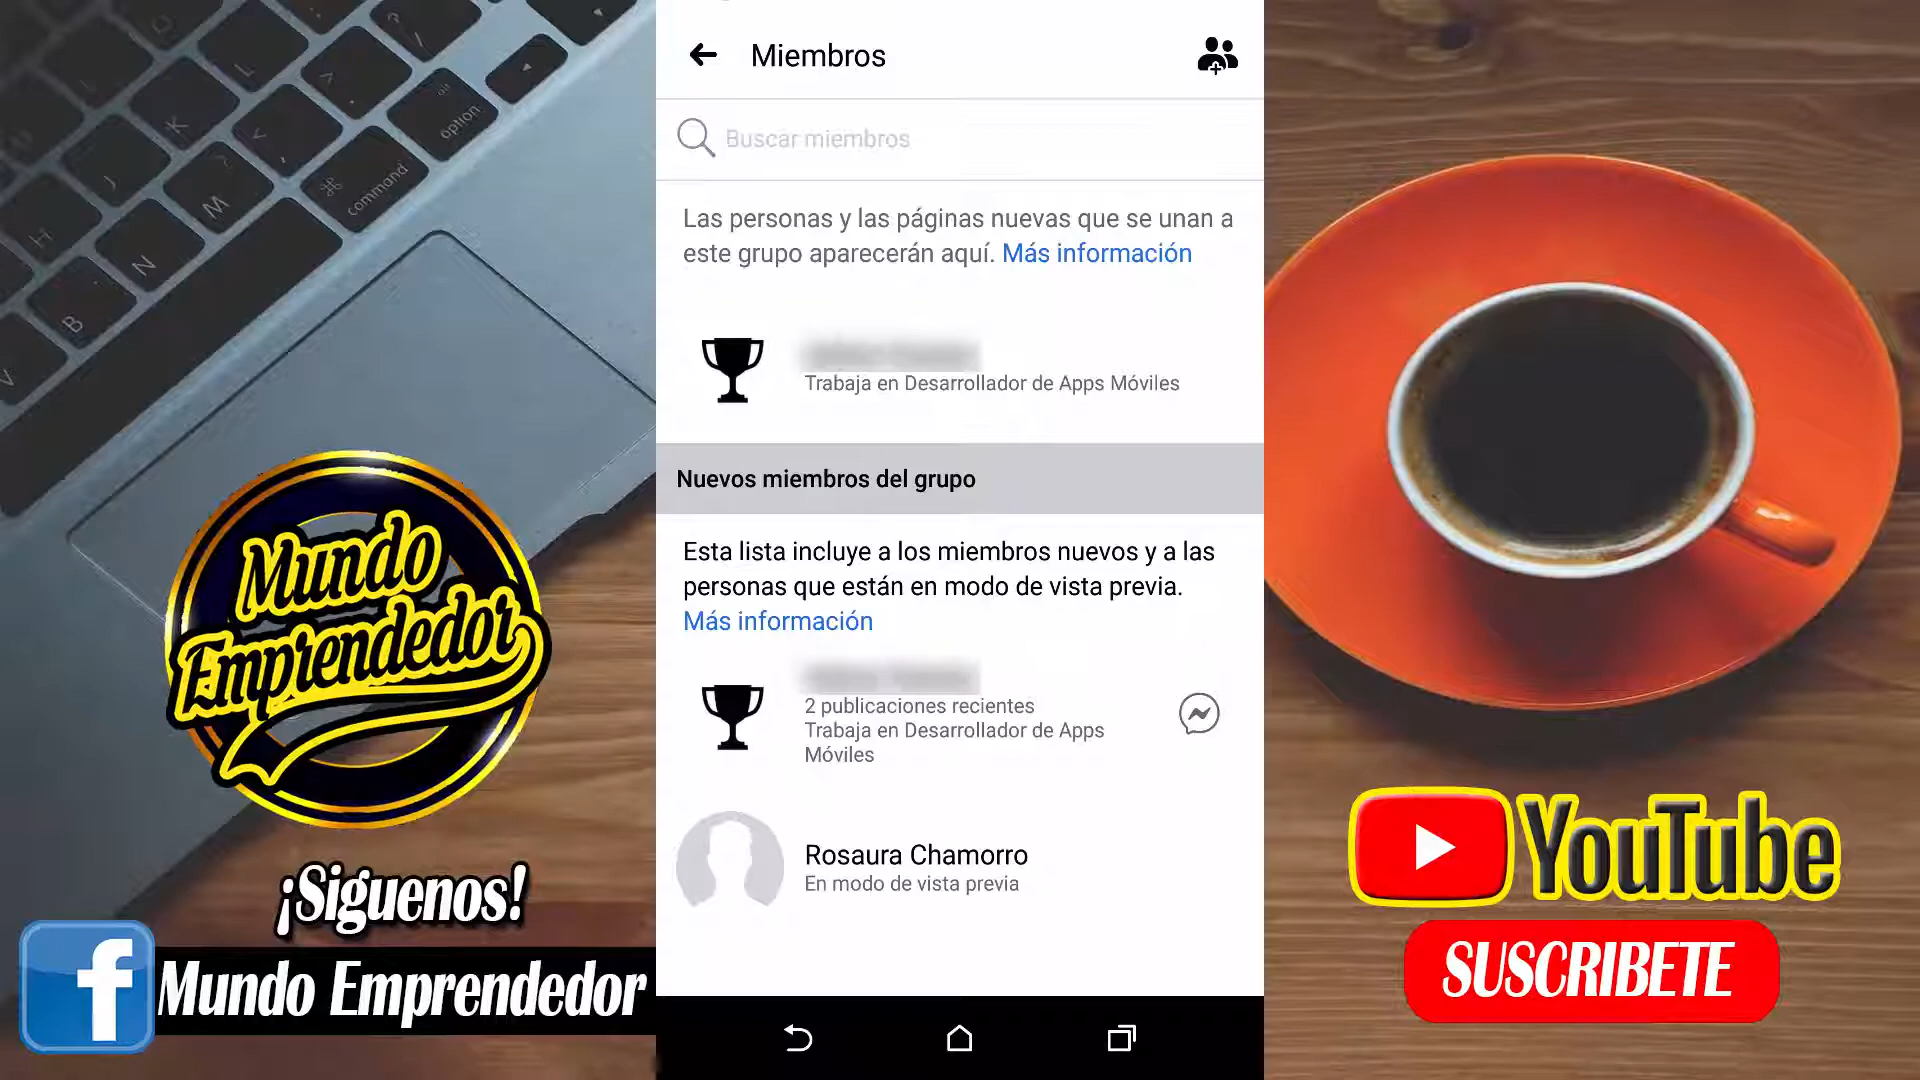 Miembros
Buscar miembros
Las personas y las páginas nuevas que se unan a
este grupo aparecerán aquí. Más información
Trabaja en Desarrollador de Apps Móviles
Nuevos miembros del grupo
Esta lista incluye a los miembros nuevos y a las
personas que están en modo de vista previa.
Más información
2 publicaciones recientes
Trabaja en Desarrollador de Apps
Móviles
Rosaura Chamorro
En modo de vista previa
option
command
K
L
J
M
H
N
B
V
alt
Mundo
Emprendedor
¡Siguenos!
f
Mundo Emprendedor
YouTube
SUSCRIBETE